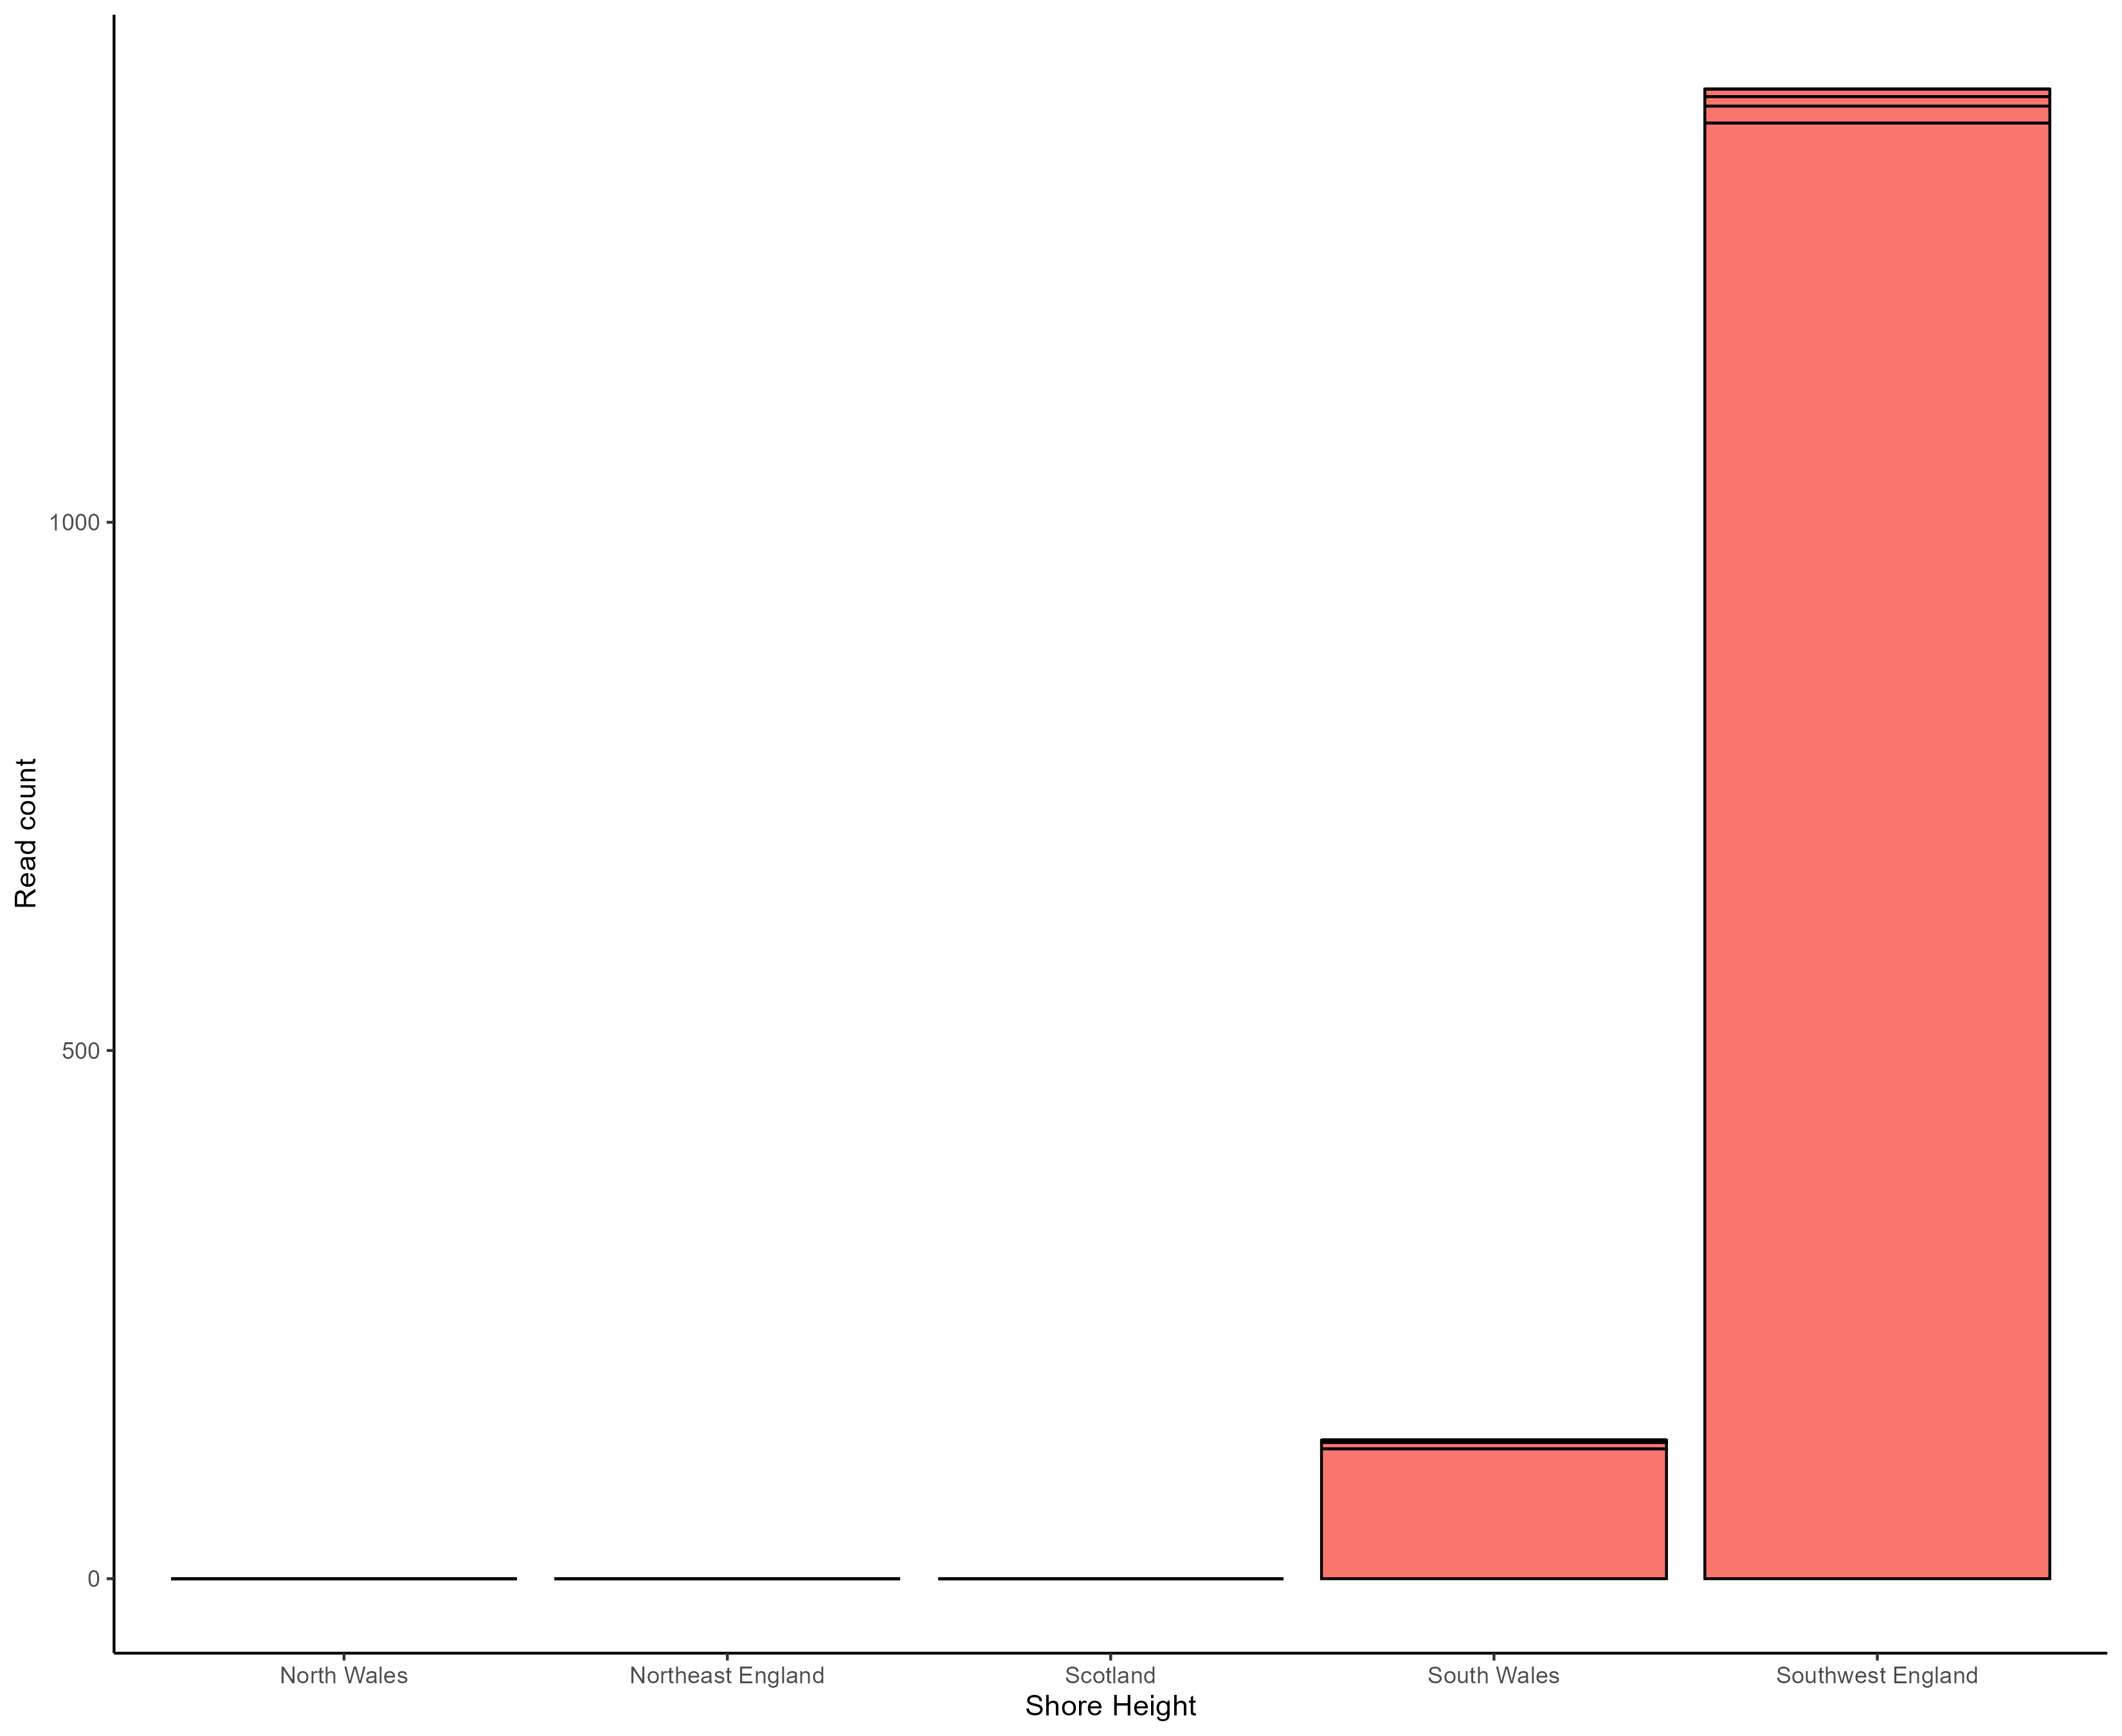 Read count
1000
500
0
North Wales
Northeast England
Scotland
South Wales
Southwest England
Shore Height